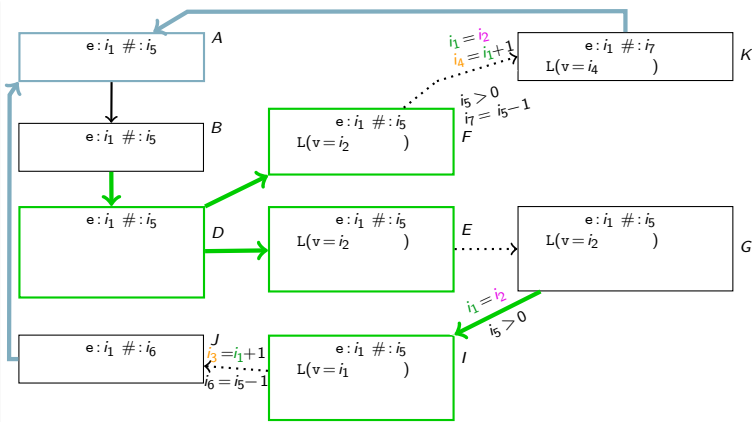 e: i₁ #: i₅ A
i₁ = i₂
i₄ = i₁+1
e: i₁ #: i₇
L(v= i₄ )
K
i₅ > 0
i₇ = i₅−1
e: i₁ #: i₅ B
e: i₁ #: i₅
L(v= i₂ )
F
e: i₁ #: i₅
D
e: i₁ #: i₅
L(v= i₂ )
E
e: i₁ #: i₅
L(v= i₂ )
G
i₁ = i₂
i₅ > 0
e: i₁ #: i₆
J
i₃ = i₁+1
i₆ = i₅−1
e: i₁ #: i₅
L(v= i₁ )
I